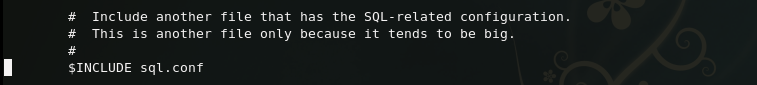 #  Include another file that has the SQL-related configuration.
#  This is another file only because it tends to be big.
#
$INCLUDE sql.conf